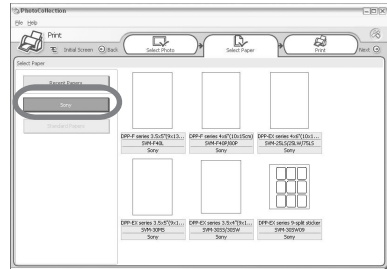 PhotoCollection
File Help
Print
Initial Screen Back Select Photo Select Paper Print Next
Select Paper
Recent Papers
Sony
Standard Papers
DPP-F series 3.5x5"(9x13... DPP-F series 4x6"(10x15cm) DPP-EX series 4x6"(10x1...
SVM-F40L SVM-F40P/80P SVM-25LS/25LW/75LS
Sony Sony Sony
DPP-EX series 3.5x5"(9x1... DPP-EX series 3.5x4"(9x1... DPP-EX series 9-split sticker
SVM-30MS SVM-30SS/30SW SVM-30SW09
Sony Sony Sony